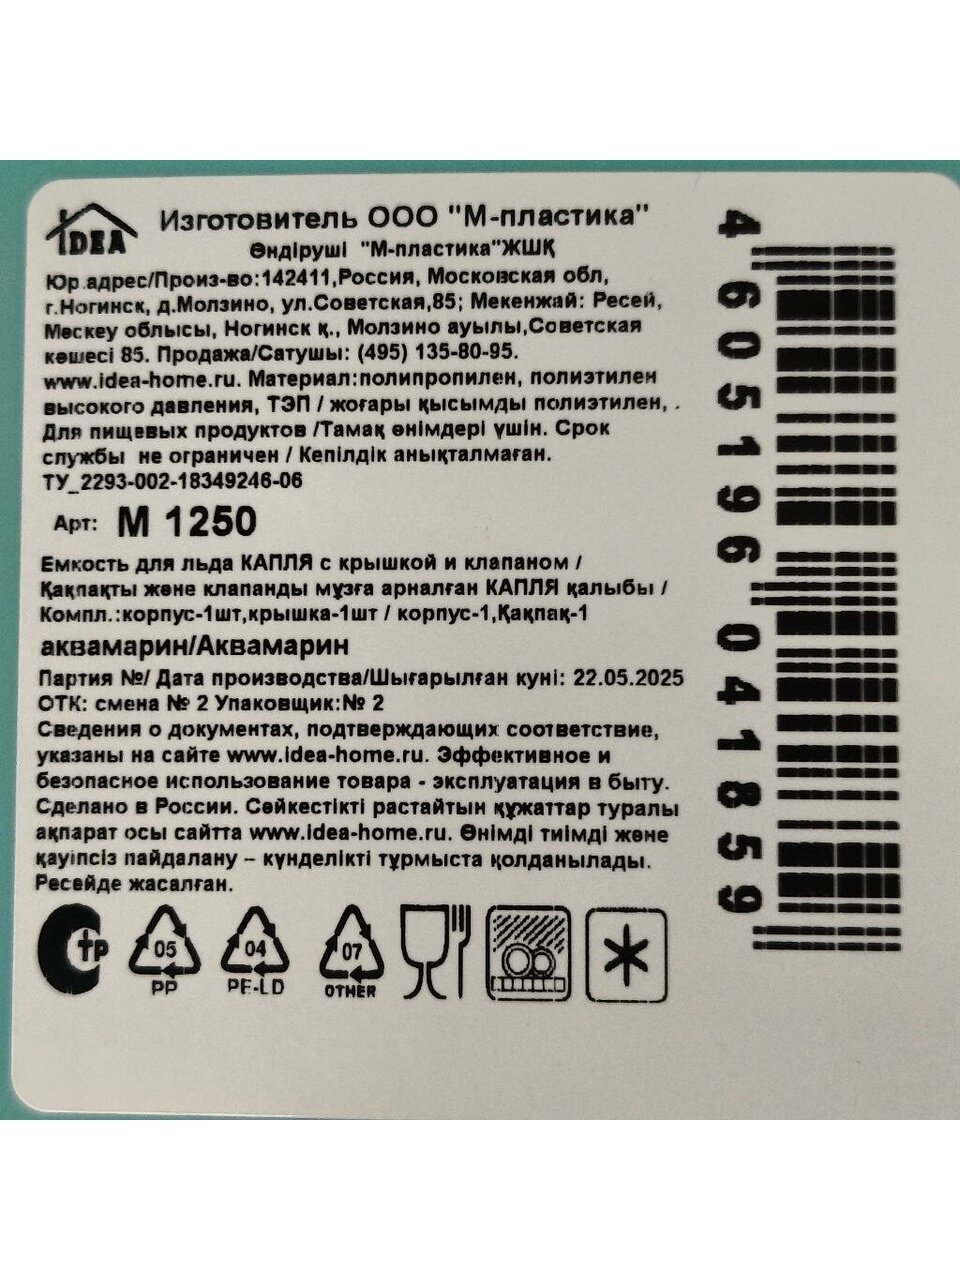 IDEA
Изготовитель ООО "М-пластика"
Өндіруші "М-пластика"ЖШҚ
Юр.адрес/Произ-во:142411,Россия, Московская обл,
г.Ногинск, д.Молзино, ул.Советская,85; Мекенжай: Ресей,
Мәскеу облысы, Ногинск қ., Молзино ауылы,Советская
көшесі 85. Продажа/Сатушы: (495) 135-80-95.
www.idea-home.ru. Материал:полипропилен, полиэтилен
высокого давления, ТЭП / жоғары қысымды полиэтилен, .
Для пищевых продуктов /Тамақ өнімдері үшін. Срок
службы не ограничен / Кепілдік анықталмаған.
ТУ_2293-002-18349246-06
Арт: М 1250
Емкость для льда КАПЛЯ с крышкой и клапаном /
Қақпақты және клапанды мұзға арналған КАПЛЯ қалыбы /
Компл.:корпус-1шт,крышка-1шт / корпус-1,Қақпақ-1
аквамарин/Аквамарин
Партия №/ Дата производства/Шығарылған күні: 22.05.2025
ОТК: смена № 2 Упаковщик:№ 2
Сведения о документах, подтверждающих соответствие,
указаны на сайте www.idea-home.ru. Эффективное и
безопасное использование товара - эксплуатация в быту.
Сделано в России. Сәйкестікті растайтын құжаттар туралы
ақпарат осы сайтта www.idea-home.ru. Өнімді тиімді және
қауіпсіз пайдалану – күнделікті тұрмыста қолданылады.
Ресейде жасалған.
05 04 07
PP PE-LD OTHER
4 605196 041859